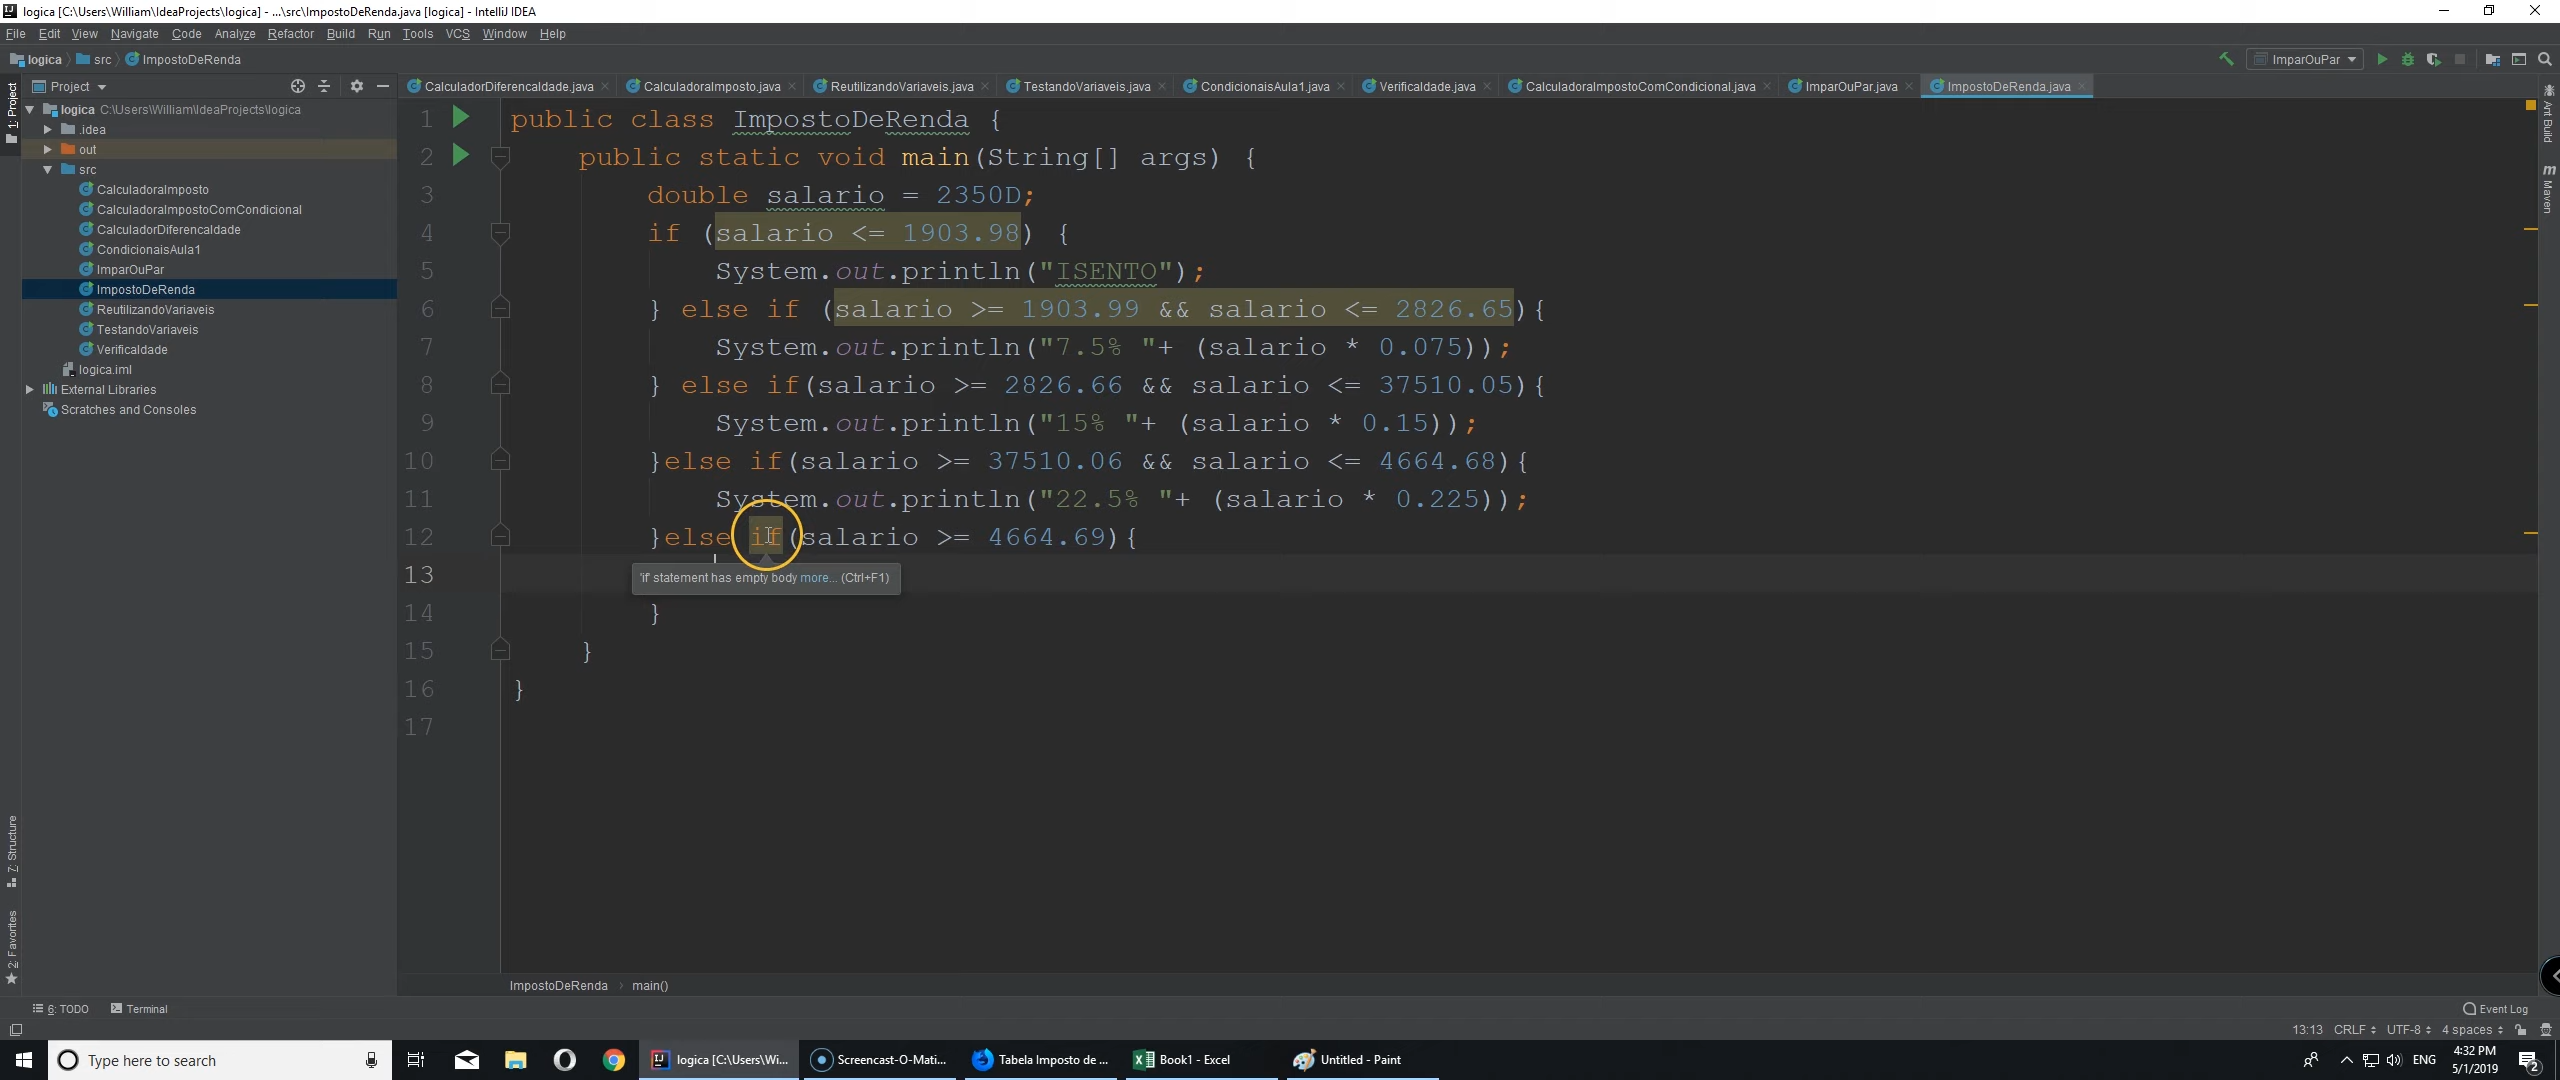 logica [C:\Users\William\IdeaProjects\logica] - ...\src\ImpostoDeRenda.java [logica] - IntelliJ IDEA
File Edit View Navigate Code Analyze Refactor Build Run Tools VCS Window Help
logica src ImpostoDeRenda
ImparOuPar
Project
CalculadorDiferencaIdade.java CalculadoraImposto.java ReutilizandoVariaveis.java TestandoVariaveis.java CondicionaisAula1.java VerificaIdade.java CalculadoraImpostoComCondicional.java ImparOuPar.java ImpostoDeRenda.java
1: Project
logica C:\Users\William\IdeaProjects\logica
.idea
out
src
CalculadoraImposto
CalculadoraImpostoComCondicional
CalculadorDiferencaIdade
CondicionaisAula1
ImparOuPar
ImpostoDeRenda
ReutilizandoVariaveis
TestandoVariaveis
VerificaIdade
logica.iml
External Libraries
Scratches and Consoles
7: Structure
2: Favorites
1 public class ImpostoDeRenda {
2 public static void main(String[] args) {
3 double salario = 2350D;
4 if (salario <= 1903.98) {
5 System.out.println("ISENTO");
6 } else if (salario >= 1903.99 && salario <= 2826.65){
7 System.out.println("7.5% "+ (salario * 0.075));
8 } else if(salario >= 2826.66 && salario <= 37510.05){
9 System.out.println("15% "+ (salario * 0.15));
10 }else if(salario >= 37510.06 && salario <= 4664.68){
11 System.out.println("22.5% "+ (salario * 0.225));
12 }else if(salario >= 4664.69){
13
'if' statement has empty body more... (Ctrl+F1)
14 }
15 }
16 }
17
Ant Build
Maven
ImpostoDeRenda main()
6: TODO Terminal
Event Log
13:13 CRLF UTF-8 4 spaces
Type here to search
logica [C:\Users\Wi...
Screencast-O-Mati...
Tabela Imposto de ...
Book1 - Excel
Untitled - Paint
ENG
4:32 PM
5/1/2019
2